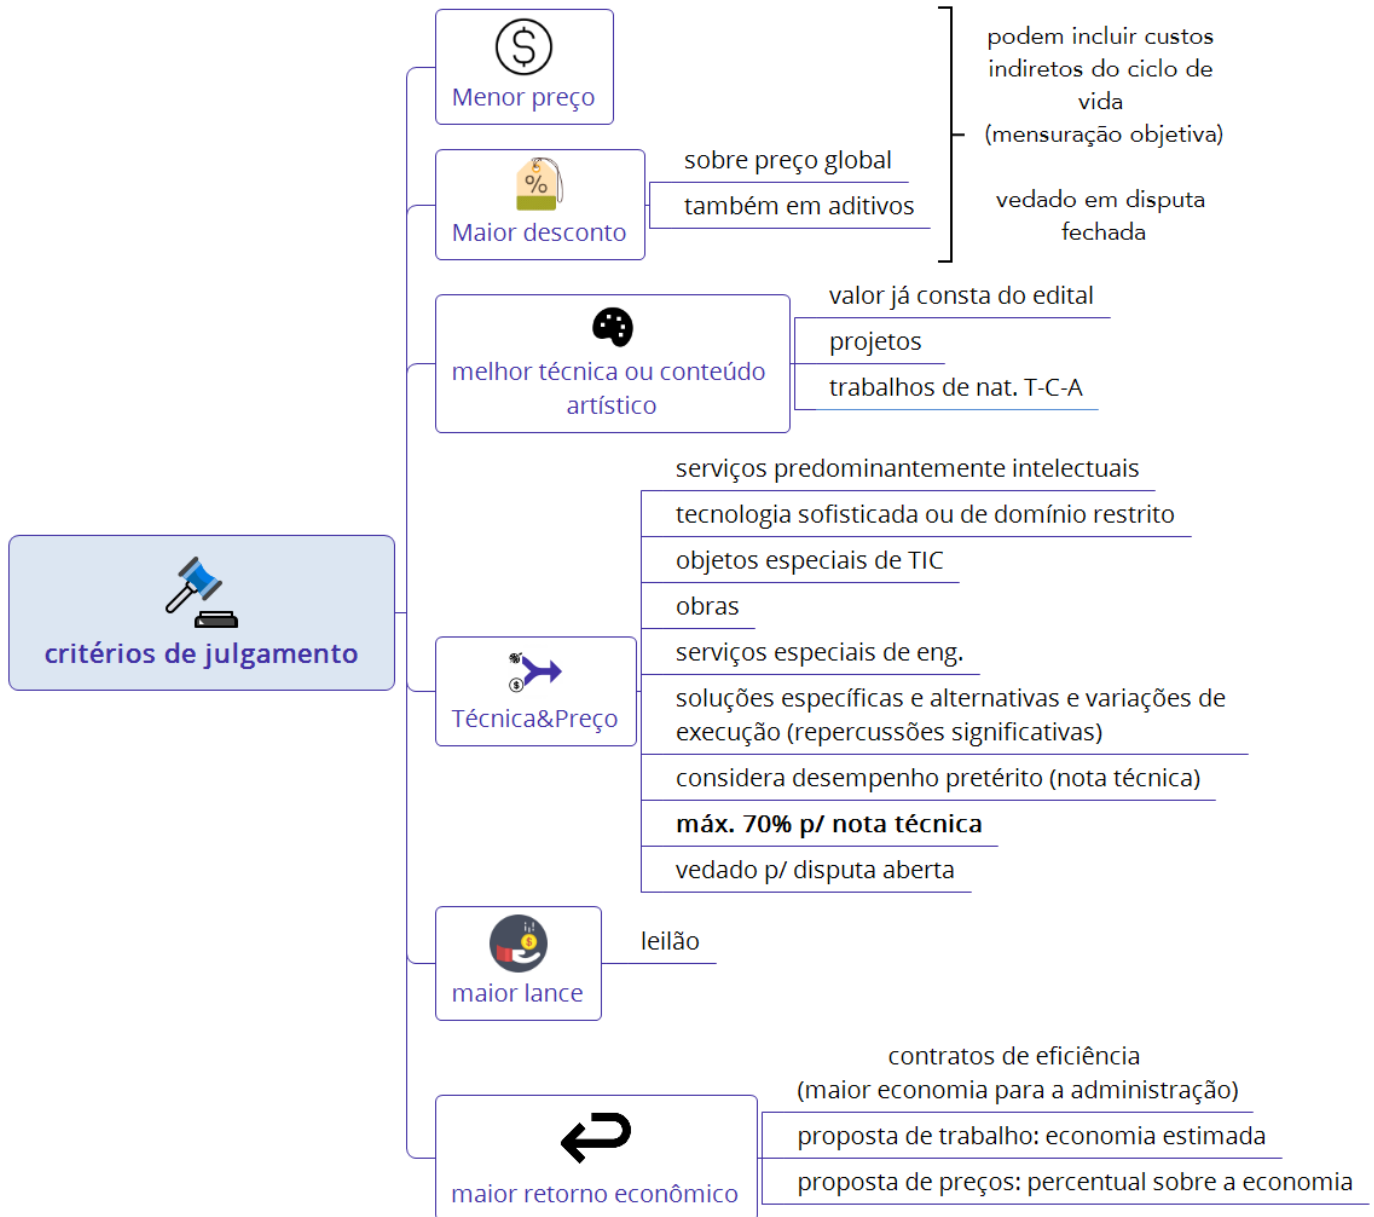 critérios de julgamento
$
Menor preço
%
Maior desconto
sobre preço global
também em aditivos
podem incluir custos
indiretos do ciclo de
vida
(mensuração objetiva)
vedado em disputa
fechada
melhor técnica ou conteúdo
artístico
valor já consta do edital
projetos
trabalhos de nat. T-C-A
$
Técnica&Preço
serviços predominantemente intelectuais
tecnologia sofisticada ou de domínio restrito
objetos especiais de TIC
obras
serviços especiais de eng.
soluções específicas e alternativas e variações de
execução (repercussões significativas)
considera desempenho pretérito (nota técnica)
máx. 70% p/ nota técnica
vedado p/ disputa aberta
$
maior lance
leilão
maior retorno econômico
contratos de eficiência
(maior economia para a administração)
proposta de trabalho: economia estimada
proposta de preços: percentual sobre a economia